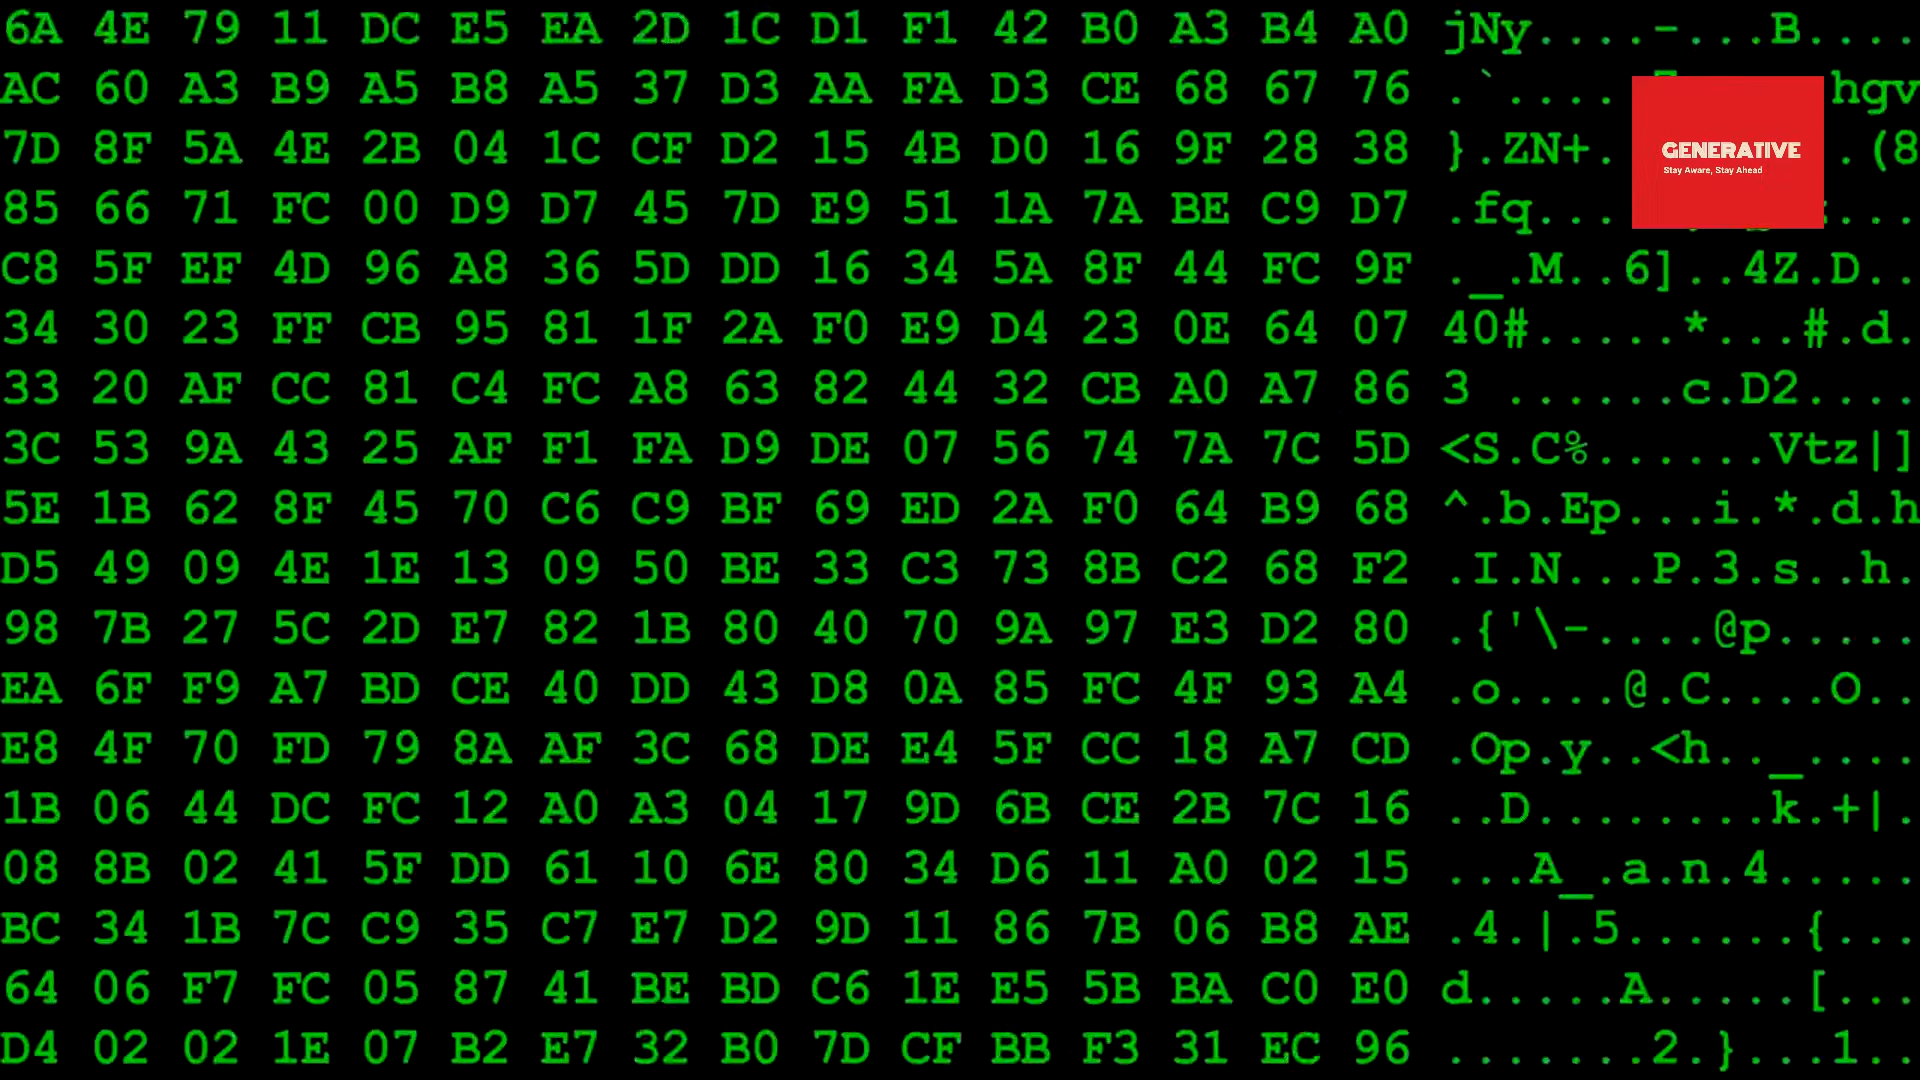 6A 4E 79 11 DC E5 EA 2D 1C D1 F1 42 B0 A3 B4 A0 jNy....-...B....
AC 60 A3 B9 A5 B8 A5 37 D3 AA FA D3 CE 68 67 76 .`.... hgv
7D 8F 5A 4E 2B 04 1C CF D2 15 4B D0 16 9F 28 38 }.ZN+. .(8
85 66 71 FC 00 D9 D7 45 7D E9 51 1A 7A BE C9 D7 .fq... ...
GENERATIVE
Stay Aware, Stay Ahead
C8 5F EF 4D 96 A8 36 5D DD 16 34 5A 8F 44 FC 9F ._.M..6]..4Z.D..
34 30 23 FF CB 95 81 1F 2A F0 E9 D4 23 0E 64 07 40#.....*...#.d.
33 20 AF CC 81 C4 FC A8 63 82 44 32 CB A0 A7 86 3 ......c.D2....
3C 53 9A 43 25 AF F1 FA D9 DE 07 56 74 7A 7C 5D <S.C%......Vtz|]
5E 1B 62 8F 45 70 C6 C9 BF 69 ED 2A F0 64 B9 68 ^.b.Ep...i.*.d.h
D5 49 09 4E 1E 13 09 50 BE 33 C3 73 8B C2 68 F2 .I.N...P.3.s..h.
98 7B 27 5C 2D E7 82 1B 80 40 70 9A 97 E3 D2 80 .{'\-....@p.....
EA 6F F9 A7 BD CE 40 DD 43 D8 0A 85 FC 4F 93 A4 .o....@.C....O..
E8 4F 70 FD 79 8A AF 3C 68 DE E4 5F CC 18 A7 CD .Op.y..<h.._....
1B 06 44 DC FC 12 A0 A3 04 17 9D 6B CE 2B 7C 16 ..D........k.+|.
08 8B 02 41 5F DD 61 10 6E 80 34 D6 11 A0 02 15 ...A_.a.n.4.....
BC 34 1B 7C C9 35 C7 E7 D2 9D 11 86 7B 06 B8 AE .4.|.5......{...
64 06 F7 FC 05 87 41 BE BD C6 1E E5 5B BA C0 E0 d.....A.....[...
D4 02 02 1E 07 B2 E7 32 B0 7D CF BB F3 31 EC 96 .......2.}...1..